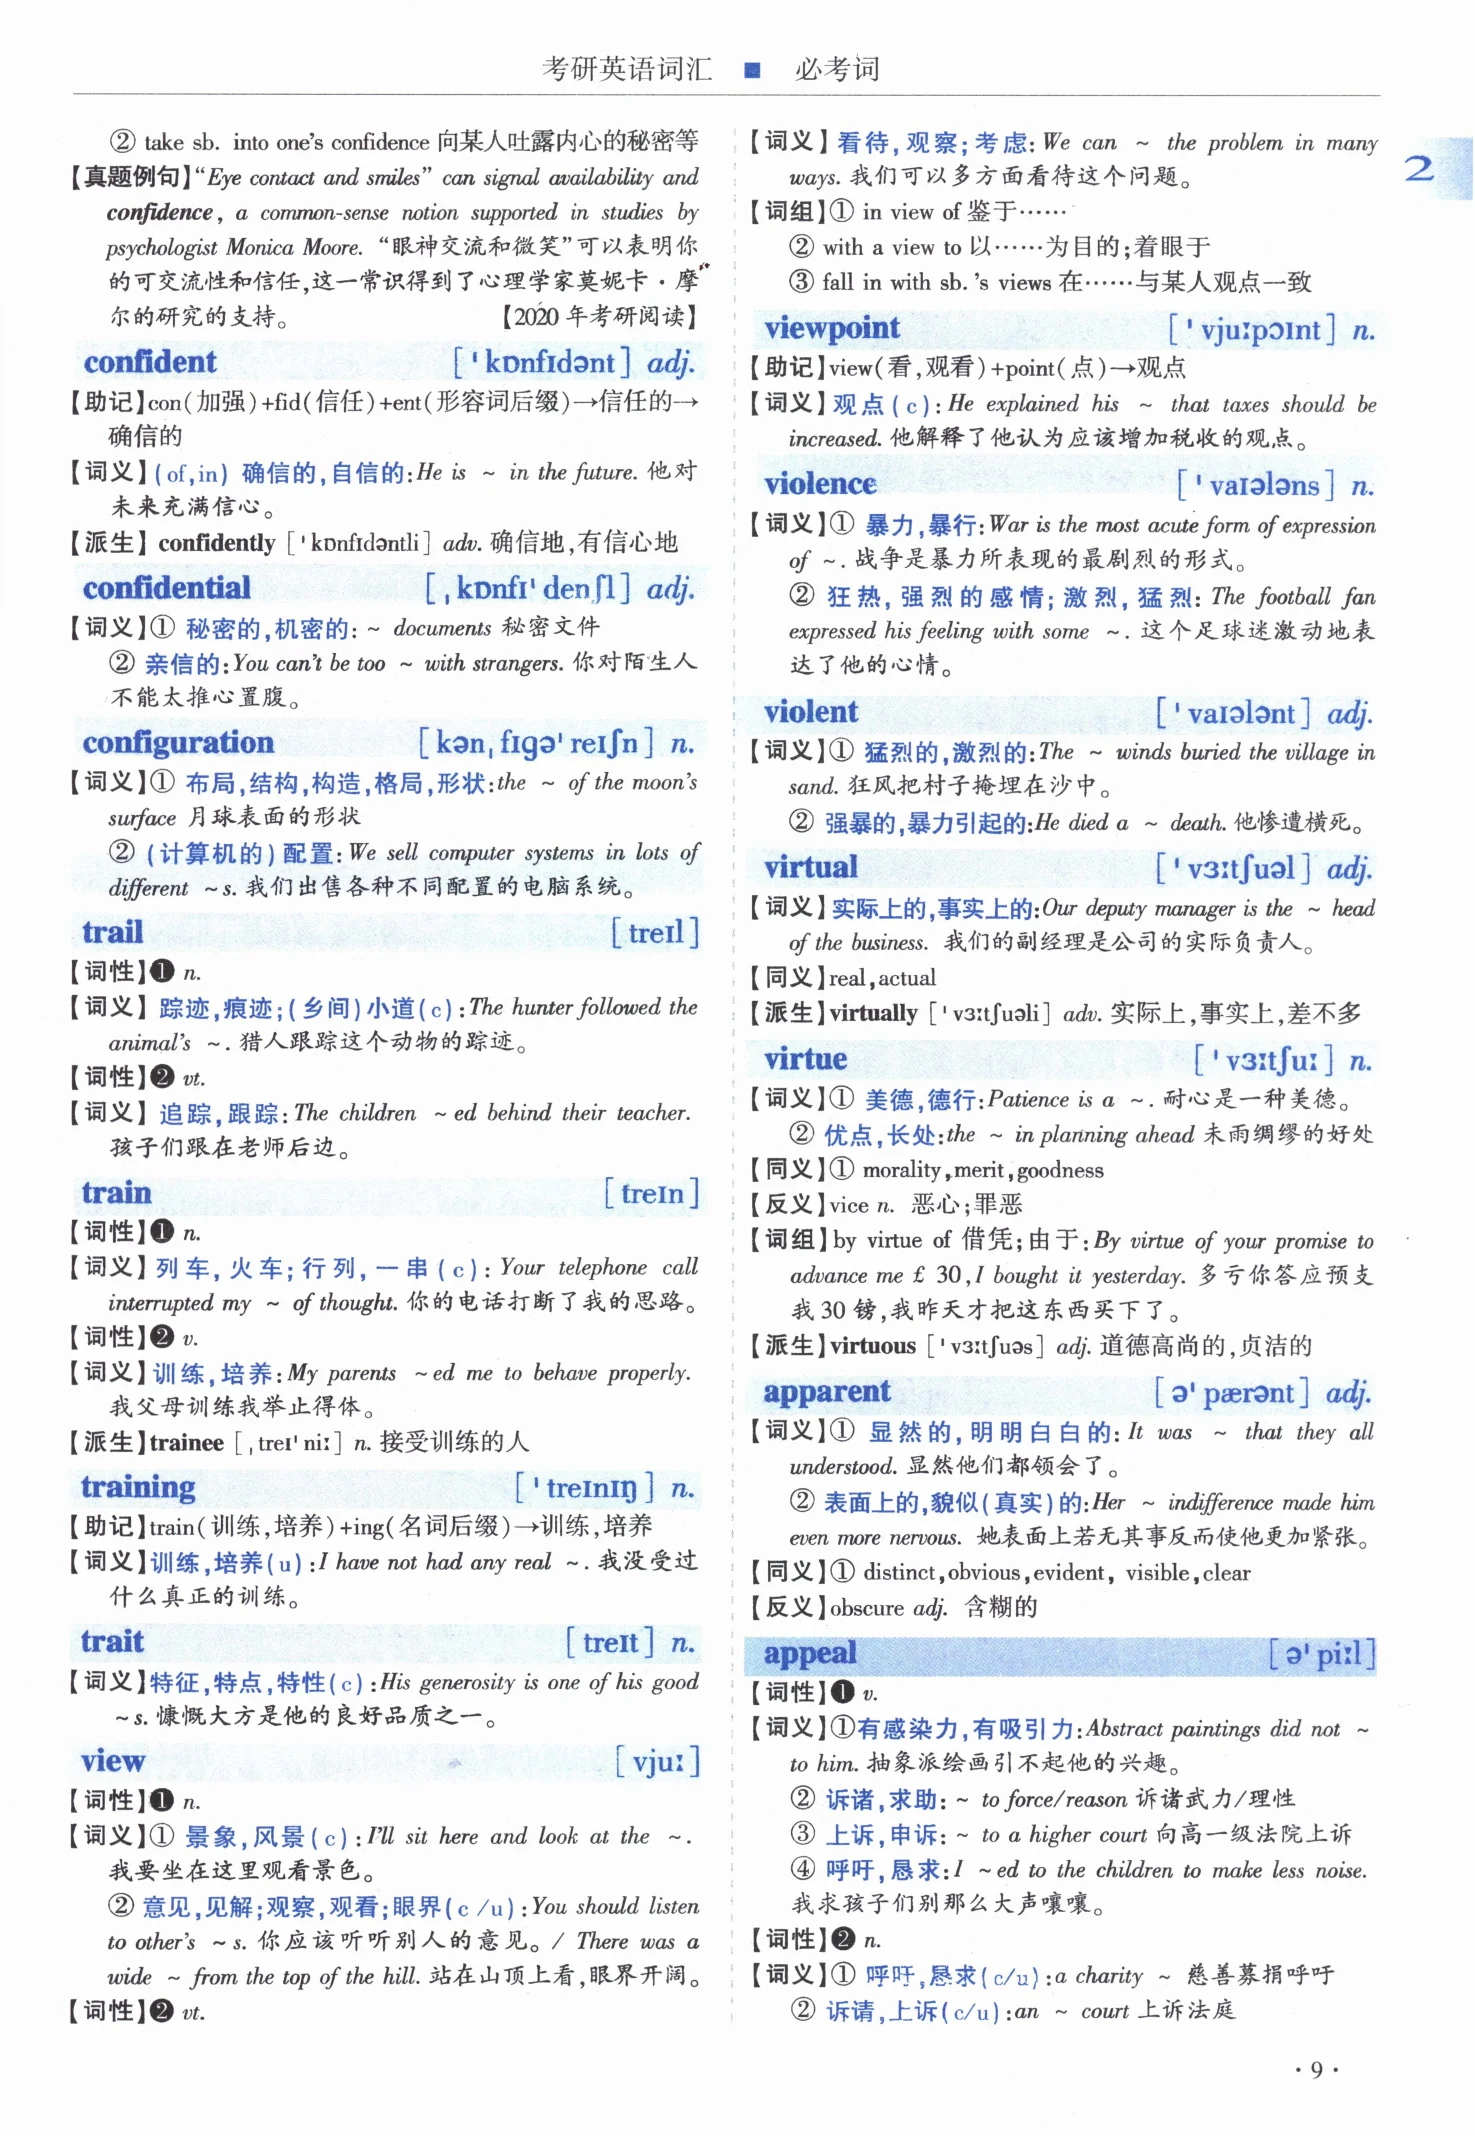 考研英语词汇 ■ 必考词
② take sb. into one's confidence 向某人吐露内心的秘密等
【真题例句】“Eye contact and smiles” can signal availability and
confidence, a common-sense notion supported in studies by
psychologist Monica Moore. “眼神交流和微笑”可以表明你
的可交流性和信任,这一常识得到了心理学家莫妮卡·摩
尔的研究的支持。 【2020 年考研阅读】
confident [ˈkɒnfɪdənt] adj.
【助记】con(加强)+fid(信任)+ent(形容词后缀)→信任的→
确信的
【词义】(of,in) 确信的,自信的:He is ~ in the future. 他对
未来充满信心。
【派生】confidently [ˈkɒnfɪdəntli] adv. 确信地,有信心地
confidential [ˌkɒnfɪˈdenʃl] adj.
【词义】① 秘密的,机密的: ~ documents 秘密文件
② 亲信的:You can't be too ~ with strangers. 你对陌生人
不能太推心置腹。
configuration [kənˌfɪɡəˈreɪʃn] n.
【词义】① 布局,结构,构造,格局,形状:the ~ of the moon's
surface 月球表面的形状
② (计算机的)配置: We sell computer systems in lots of
different ~s. 我们出售各种不同配置的电脑系统。
trail [treɪl]
【词性】❶ n.
【词义】踪迹,痕迹;(乡间)小道(c):The hunter followed the
animal's ~. 猎人跟踪这个动物的踪迹。
【词性】❷ vt.
【词义】追踪,跟踪: The children ~ed behind their teacher.
孩子们跟在老师后边。
train [treɪn]
【词性】❶ n.
【词义】列车,火车;行列,一串(c): Your telephone call
interrupted my ~ of thought. 你的电话打断了我的思路。
【词性】❷ v.
【词义】训练,培养: My parents ~ed me to behave properly.
我父母训练我举止得体。
【派生】trainee [ˌtreɪˈniː] n. 接受训练的人
training [ˈtreɪnɪŋ] n.
【助记】train(训练,培养)+ing(名词后缀)→训练,培养
【词义】训练,培养(u):I have not had any real ~. 我没受过
什么真正的训练。
trait [treɪt] n.
【词义】特征,特点,特性(c):His generosity is one of his good
~s. 慷慨大方是他的良好品质之一。
view [vjuː]
【词性】❶ n.
【词义】① 景象,风景(c):I'll sit here and look at the ~.
我要坐在这里观看景色。
② 意见,见解;观察,观看;眼界(c /u):You should listen
to other's ~s. 你应该听听别人的意见。/ There was a
wide ~ from the top of the hill. 站在山顶上看,眼界开阔。
【词性】❷ vt.
【词义】看待,观察;考虑: We can ~ the problem in many
ways. 我们可以多方面看待这个问题。
【词组】① in view of 鉴于……
② with a view to 以……为目的;着眼于
③ fall in with sb. 's views 在……与某人观点一致
viewpoint [ˈvjuːpɔɪnt] n.
【助记】view(看,观看)+point(点)→观点
【词义】观点(c): He explained his ~ that taxes should be
increased. 他解释了他认为应该增加税收的观点。
violence [ˈvaɪələns] n.
【词义】① 暴力,暴行:War is the most acute form of expression
of ~. 战争是暴力所表现的最剧烈的形式。
② 狂热,强烈的感情;激烈,猛烈: The football fan
expressed his feeling with some ~. 这个足球迷激动地表
达了他的心情。
violent [ˈvaɪələnt] adj.
【词义】① 猛烈的,激烈的:The ~ winds buried the village in
sand. 狂风把村子掩埋在沙中。
② 强暴的,暴力引起的:He died a ~ death. 他惨遭横死。
virtual [ˈvɜːtʃuəl] adj.
【词义】实际上的,事实上的:Our deputy manager is the ~ head
of the business. 我们的副经理是公司的实际负责人。
【同义】real,actual
【派生】virtually [ˈvɜːtʃuəli] adv. 实际上,事实上,差不多
virtue [ˈvɜːtʃuː] n.
【词义】① 美德,德行:Patience is a ~. 耐心是一种美德。
② 优点,长处:the ~ in planning ahead 未雨绸缪的好处
【同义】① morality,merit,goodness
【反义】vice n. 恶心;罪恶
【词组】by virtue of 借凭;由于:By virtue of your promise to
advance me £ 30,I bought it yesterday. 多亏你答应预支
我 30 镑,我昨天才把这东西买下了。
【派生】virtuous [ˈvɜːtʃuəs] adj. 道德高尚的,贞洁的
apparent [əˈpærənt] adj.
【词义】① 显然的,明明白白的: It was ~ that they all
understood. 显然他们都领会了。
② 表面上的,貌似(真实)的:Her ~ indifference made him
even more nervous. 她表面上若无其事反而使他更加紧张。
【同义】① distinct,obvious,evident, visible,clear
【反义】obscure adj. 含糊的
appeal [əˈpiːl]
【词性】❶ v.
【词义】①有感染力,有吸引力:Abstract paintings did not ~
to him. 抽象派绘画引不起他的兴趣。
② 诉诸,求助: ~ to force/reason 诉诸武力/理性
③ 上诉,申诉: ~ to a higher court 向高一级法院上诉
④ 呼吁,恳求:I ~ed to the children to make less noise.
我求孩子们别那么大声嚷嚷。
【词性】❷ n.
【词义】① 呼吁,恳求(c/u):a charity ~ 慈善募捐呼吁
② 诉请,上诉(c/u):an ~ court 上诉法庭
2
· 9 ·